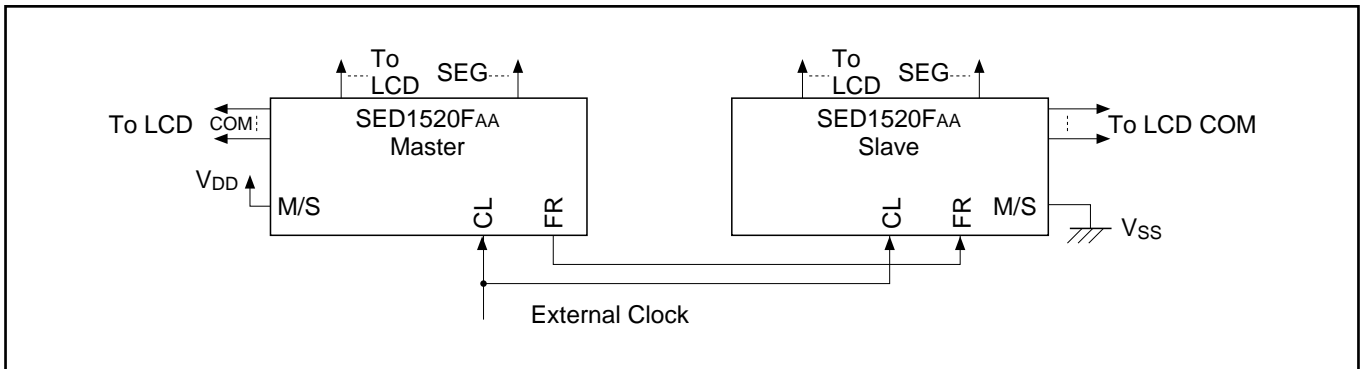 To
LCD
SEG
To LCD
COM
SED1520FAA
Master
VDD
M/S
CL
FR
To
LCD
SEG
SED1520FAA
Slave
To LCD COM
CL
FR
M/S
VSS
External Clock